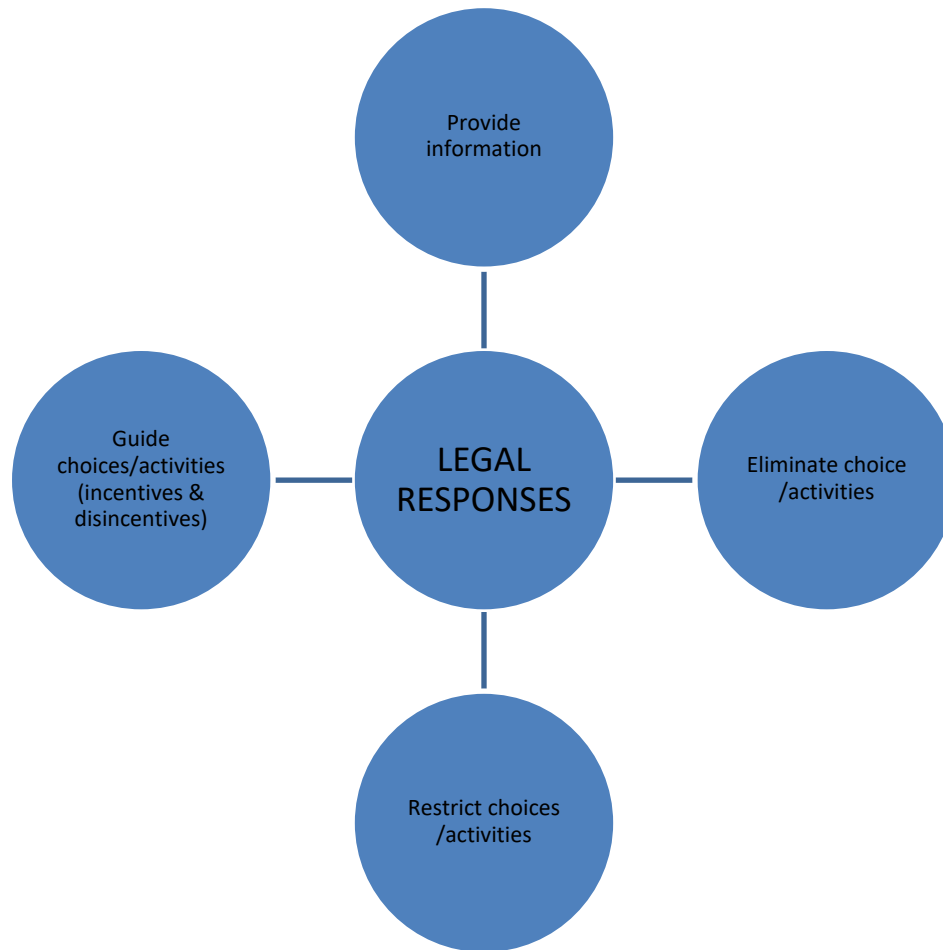 Provide
information
Guide
choices/activities
(incentives &
disincentives)
LEGAL
RESPONSES
Eliminate choice
/activities
Restrict choices
/activities